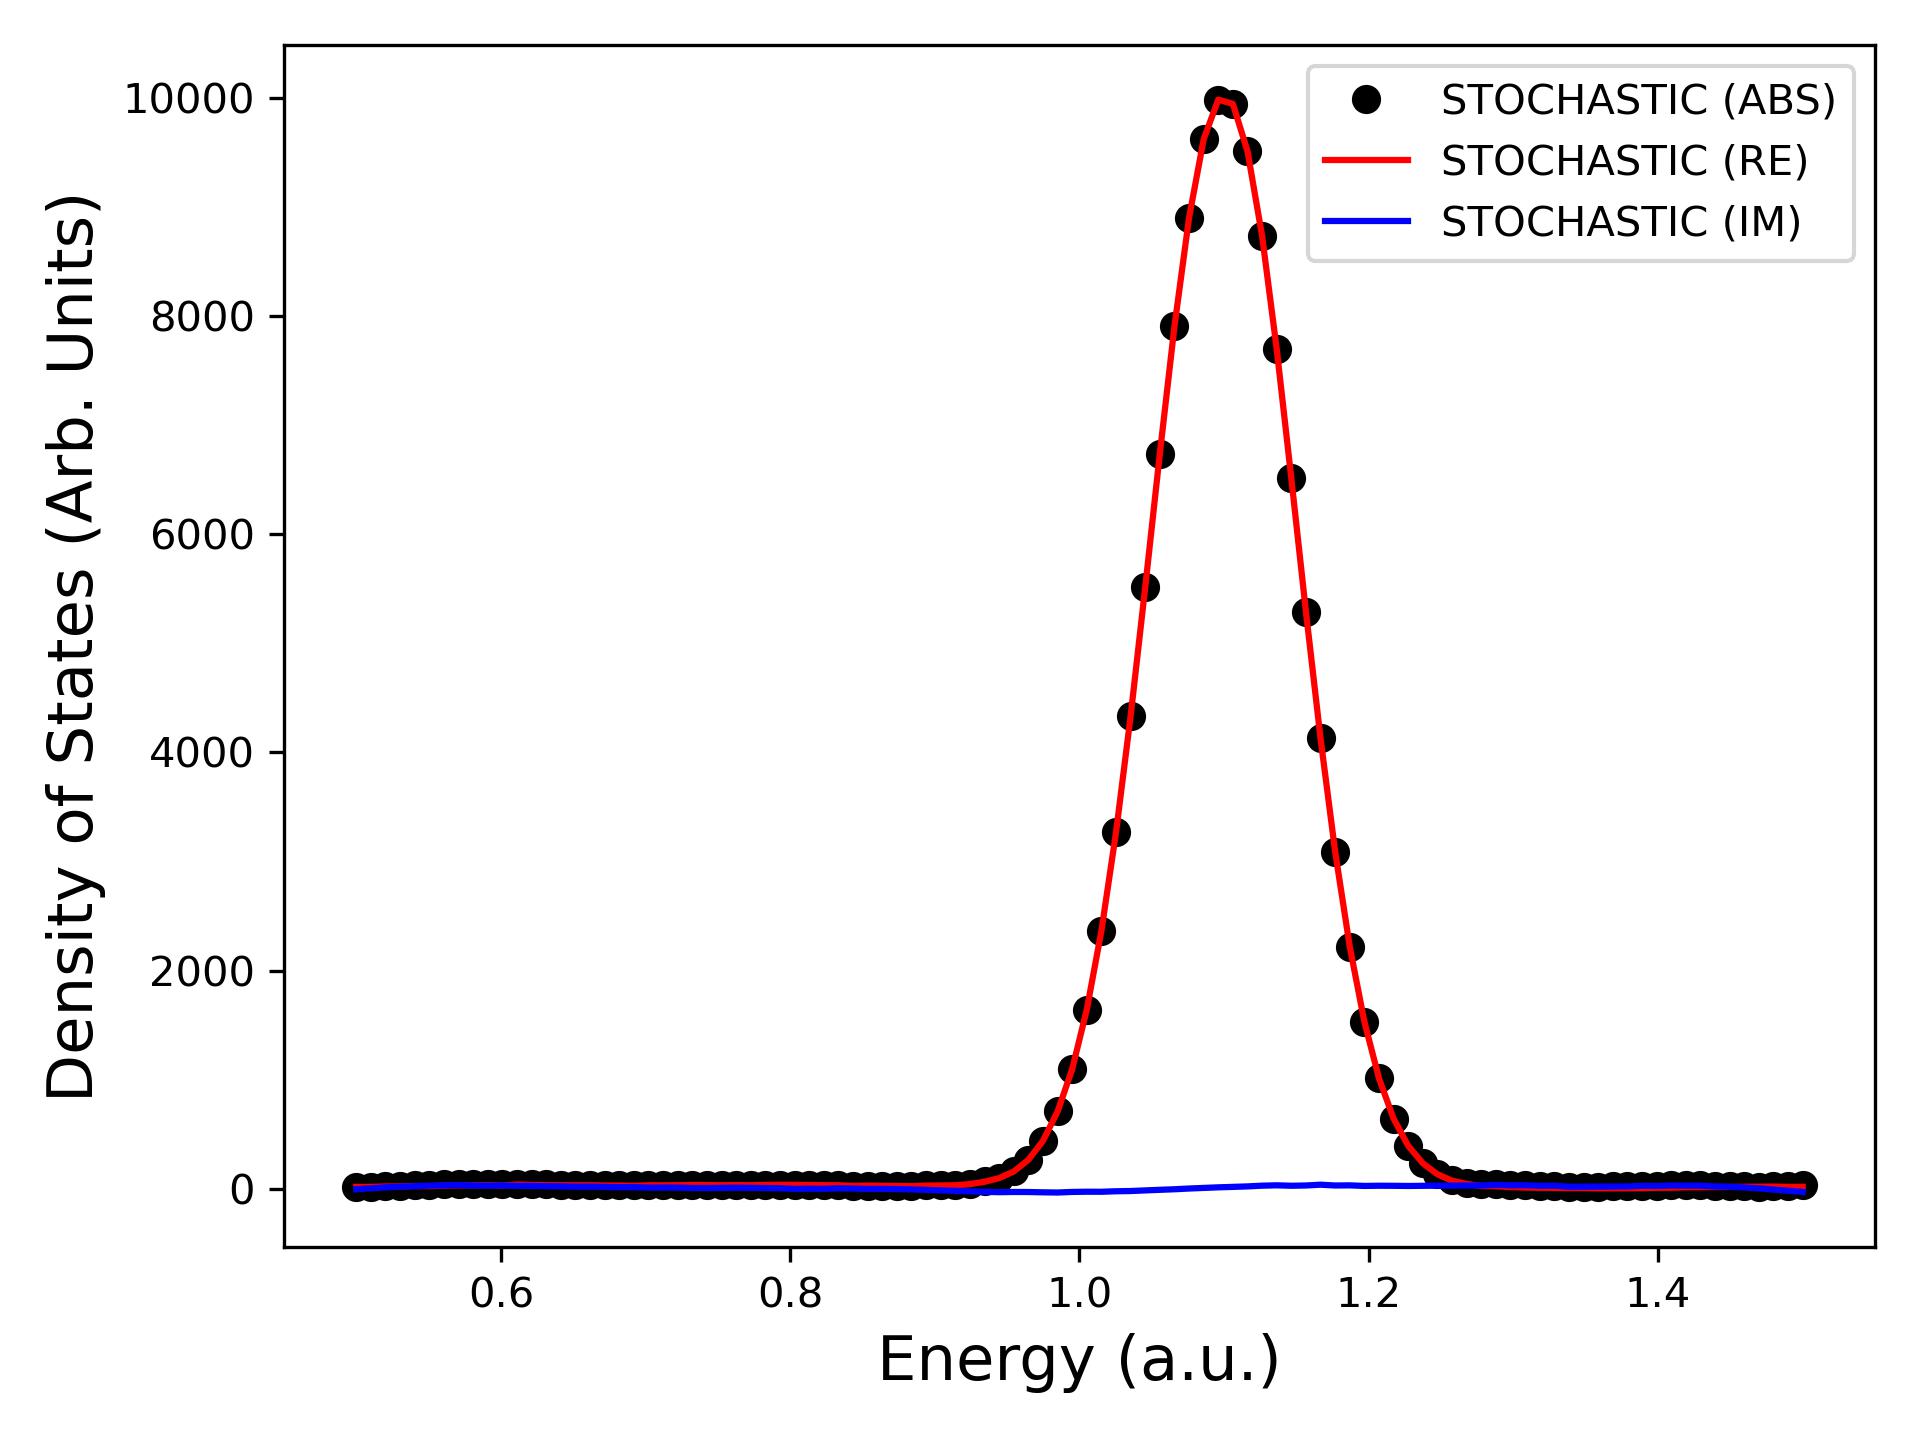 STOCHASTIC (ABS)
STOCHASTIC (RE)
STOCHASTIC (IM)
Density of States (Arb. Units)
10000
8000
6000
4000
2000
0
0.6
0.8
1.0
1.2
1.4
Energy (a.u.)